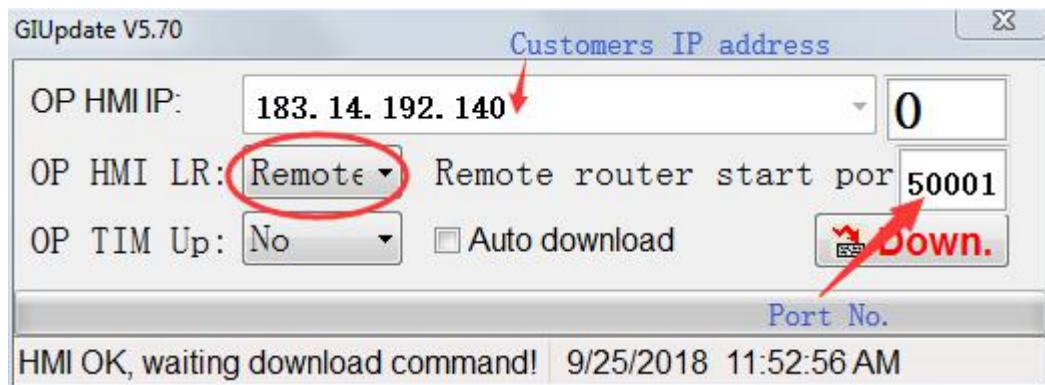 GIUpdate V5.70
Customers IP address
OP HMI IP: 183. 14. 192. 140 0
OP HMI LR: Remote Remote router start por 50001
OP TIM Up: No Auto download Down.
Port No.
HMI OK, waiting download command! 9/25/2018 11:52:56 AM